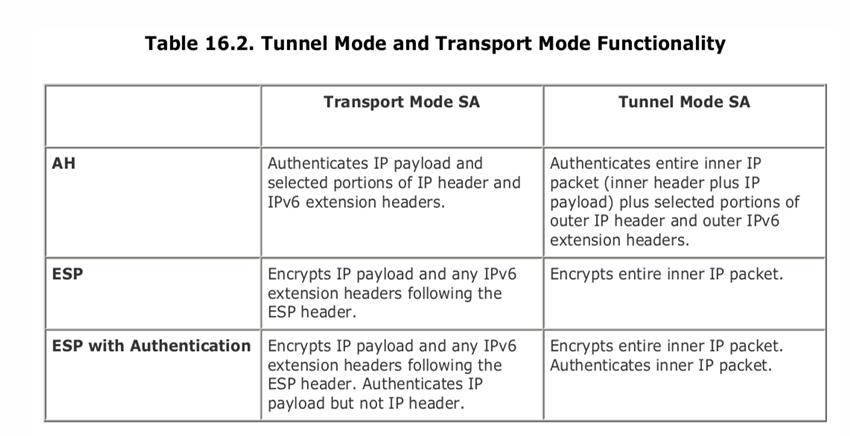 Table 16.2. Tunnel Mode and Transport Mode Functionality
Transport Mode SA
Tunnel Mode SA
AH
Authenticates IP payload and
selected portions of IP header and
IPv6 extension headers.
Authenticates entire inner IP
packet (inner header plus IP
payload) plus selected portions of
outer IP header and outer IPv6
extension headers.
ESP
Encrypts IP payload and any IPv6
extension headers following the
ESP header.
Encrypts entire inner IP packet.
ESP with Authentication
Encrypts IP payload and any IPv6
extension headers following the
ESP header. Authenticates IP
payload but not IP header.
Encrypts entire inner IP packet.
Authenticates inner IP packet.